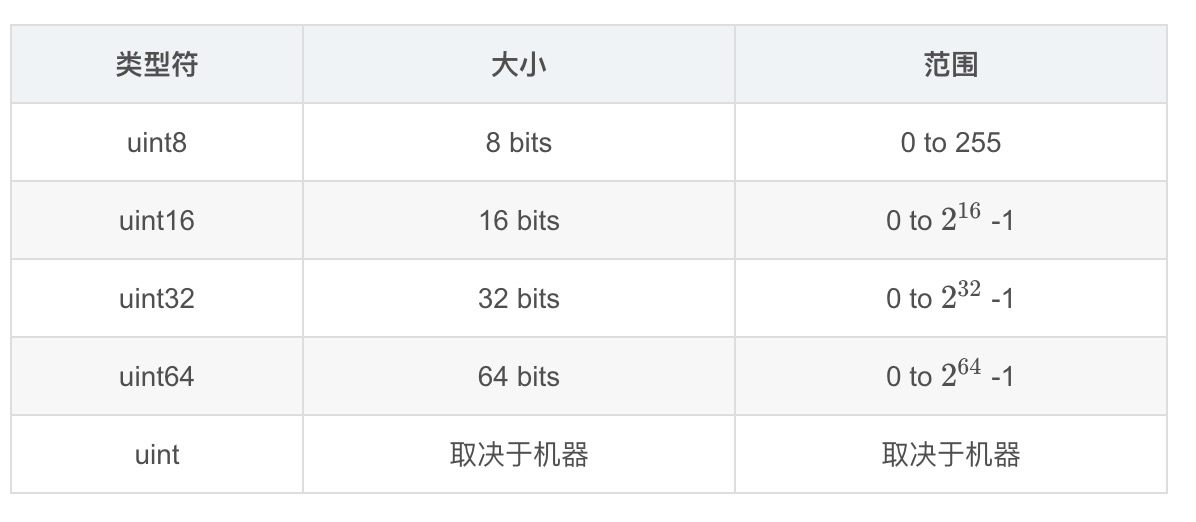 类型符 大小 范围
uint8 8 bits 0 to 255
uint16 16 bits 0 to 2^16 -1
uint32 32 bits 0 to 2^32 -1
uint64 64 bits 0 to 2^64 -1
uint 取决于机器 取决于机器